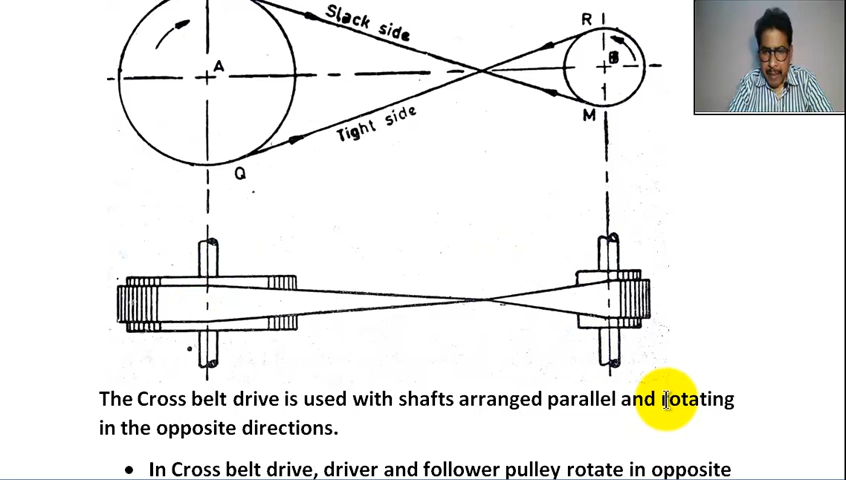 Slack side
R
A
B
Tight side
M
Q
The Cross belt drive is used with shafts arranged parallel and rotating
in the opposite directions.
• In Cross belt drive, driver and follower pulley rotate in opposite